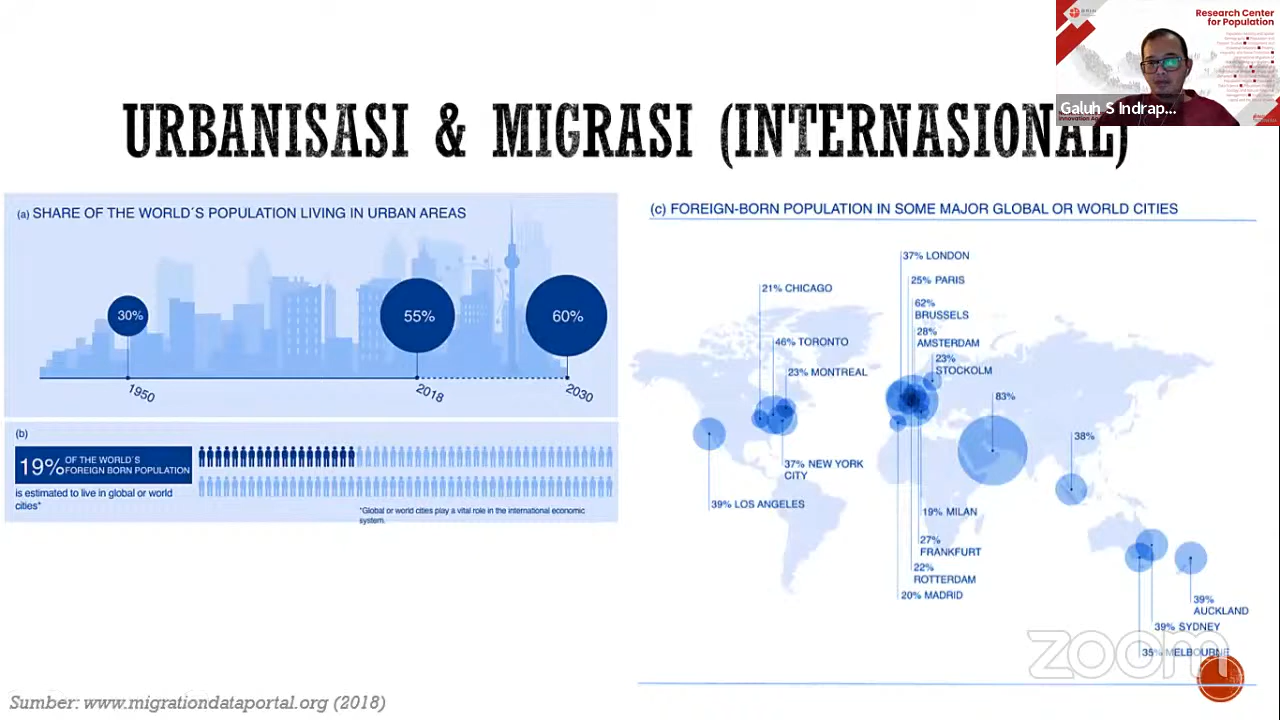 Research Center
for Population
Galuh S Indrap...
URBANISASI & MIGRASI (INTERNASIONAL)
(a) SHARE OF THE WORLD´S POPULATION LIVING IN URBAN AREAS
30%
55%
60%
1950
2018
2030
(b)
19% OF THE WORLD´S
FOREIGN BORN POPULATION
is estimated to live in global or world
cities*
*Global or world cities play a vital role in the international economic
system.
(c) FOREIGN-BORN POPULATION IN SOME MAJOR GLOBAL OR WORLD CITIES
37% LONDON
25% PARIS
21% CHICAGO
62%
BRUSSELS
28%
AMSTERDAM
46% TORONTO
23%
STOCKOLM
23% MONTREAL
83%
38%
37% NEW YORK
CITY
39% LOS ANGELES
19% MILAN
27%
FRANKFURT
22%
ROTTERDAM
20% MADRID
39%
AUCKLAND
39% SYDNEY
35% MELBOURNE
zoom
Sumber: www.migrationdataportal.org (2018)